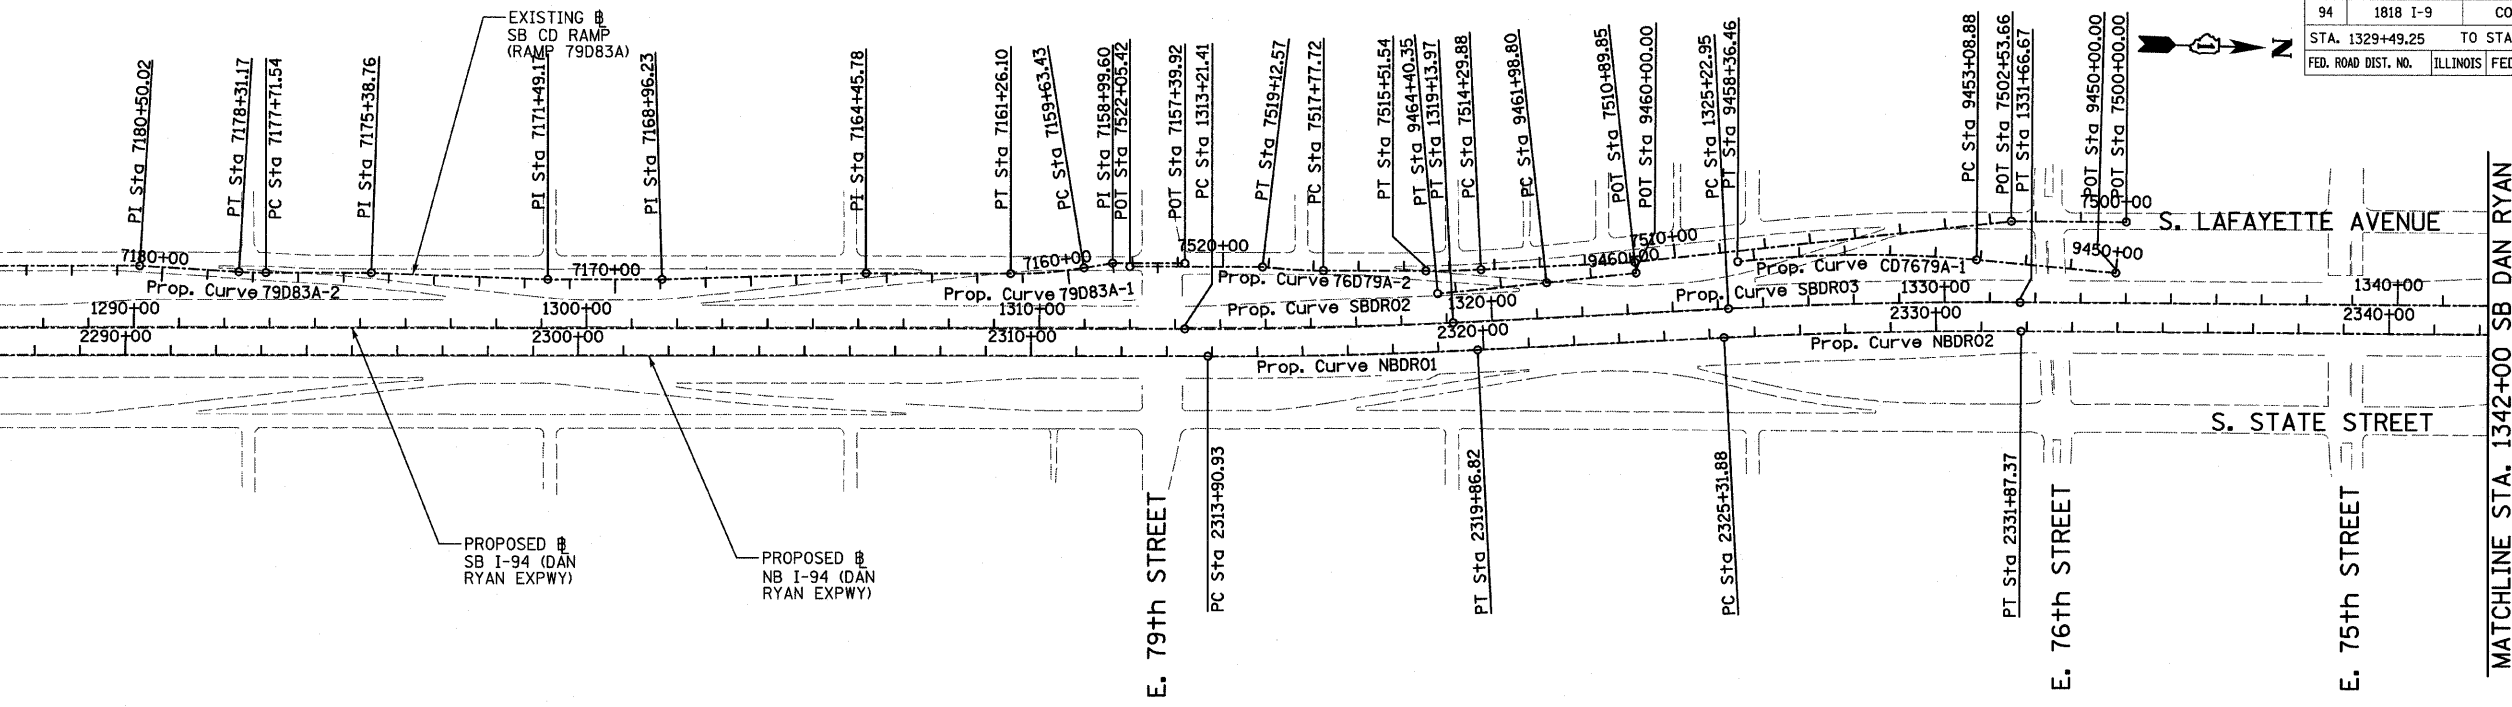 EXISTING B
SB CD RAMP
(RAMP 79D83A)
94 1818 I-9 CO
STA. 1329+49.25 TO STA
FED. ROAD DIST. NO. ILLINOIS FED
N
PI Sta 7180+50.02
PT Sta 7178+31.17
PC Sta 7177+71.54
PI Sta 7175+38.76
PI Sta 7171+49.17
PI Sta 7168+96.23
PI Sta 7164+45.78
PT Sta 7161+26.10
PC Sta 7159+63.43
PI Sta 7158+99.60
POT Sta 7522+05.42
POT Sta 7157+39.92
PC Sta 1313+21.41
PT Sta 7519+12.57
PC Sta 7517+77.72
PT Sta 7515+51.54
PT Sta 9464+40.35
PT Sta 1319+13.97
PC Sta 7514+29.88
PC Sta 9461+98.80
POT Sta 7510+89.85
POT Sta 9460+00.00
PC Sta 1325+22.95
PT Sta 9458+36.46
PC Sta 9453+08.88
POT Sta 7502+53.66
PT Sta 1331+66.67
POT Sta 9450+00.00
POT Sta 7500+00.00
7500+00
S. LAFAYETTE AVENUE
7180+00
7170+00
7160+00
7520+00
7510+00
9460+00
9450+00
Prop. Curve 79D83A-2
Prop. Curve 79D83A-1
Prop. Curve 76D79A-2
Prop. Curve CD7679A-1
Prop. Curve SBDR02
Prop. Curve SBDR03
1290+00
1300+00
1310+00
1320+00
1330+00
1340+00
2290+00
2300+00
2310+00
2320+00
2330+00
2340+00
Prop. Curve NBDR01
Prop. Curve NBDR02
S. STATE STREET
PROPOSED B
SB I-94 (DAN
RYAN EXPWY)
PROPOSED B
NB I-94 (DAN
RYAN EXPWY)
PC Sta 2313+90.93
PT Sta 2319+86.82
PC Sta 2325+31.88
PT Sta 2331+87.37
E. 79th STREET
E. 76th STREET
E. 75th STREET
MATCHLINE STA. 1342+00 SB DAN RYAN